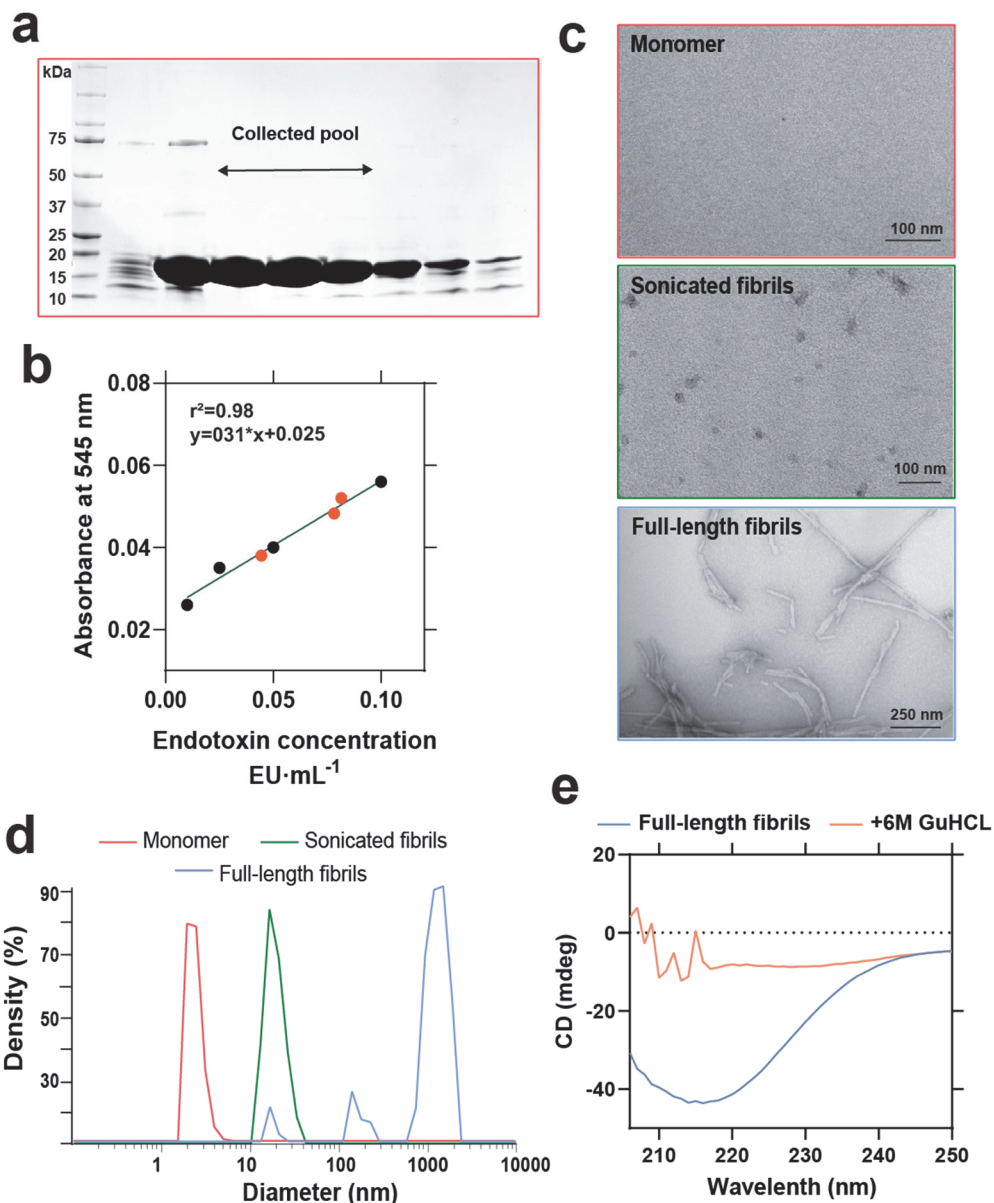 a
kDa
75
50
37
25
20
15
10
Collected pool
b
Absorbance at 545 nm
0.08
0.06
0.04
0.02
r²=0.98
y=031*x+0.025
0.00
0.05
0.10
Endotoxin concentration
EU·mL⁻¹
c
Monomer
100 nm
Sonicated fibrils
100 nm
Full-length fibrils
250 nm
d
Monomer
Sonicated fibrils
Full-length fibrils
Density (%)
90
70
50
30
1
10
100
1000
10000
Diameter (nm)
e
Full-length fibrils
+6M GuHCL
CD (mdeg)
20
0
-20
-40
210
220
230
240
250
Wavelenth (nm)